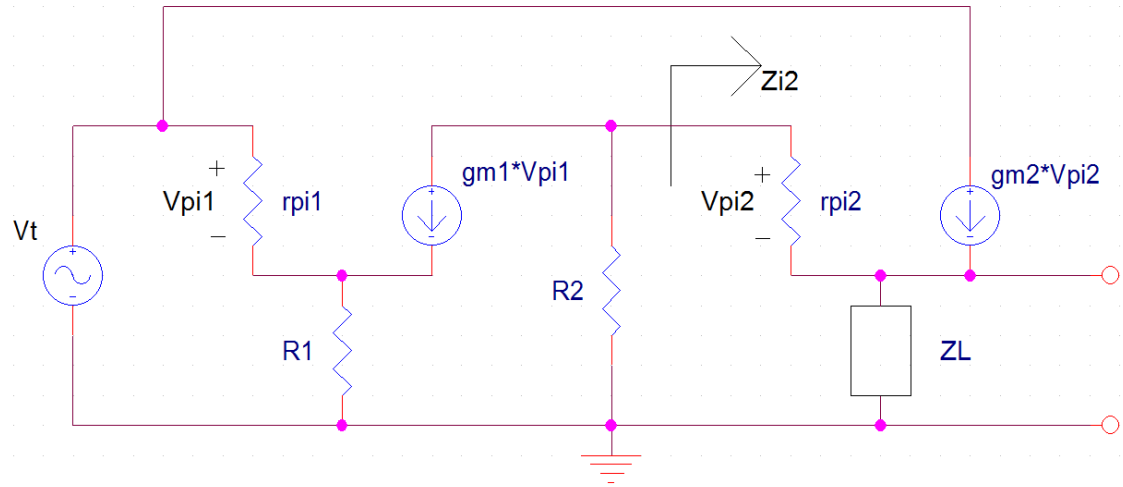 Zi2
+
Vpi1
−
rpi1
gm1*Vpi1
+
−
+
Vpi2
−
rpi2
gm2*Vpi2
+
−
Vt
+
−
R2
R1
ZL